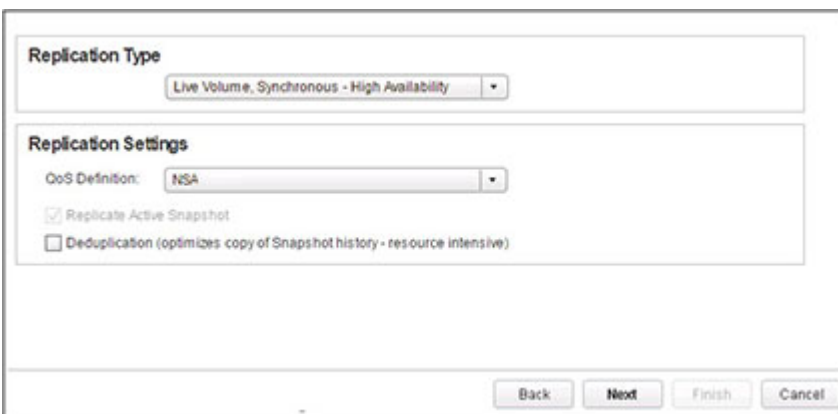 Replication Type
Live Volume, Synchronous - High Availability
Replication Settings
QoS Definition: NSA
Replicate Active Snapshot
Deduplication (optimizes copy of Snapshot history - resource intensive)
Back Next Finish Cancel